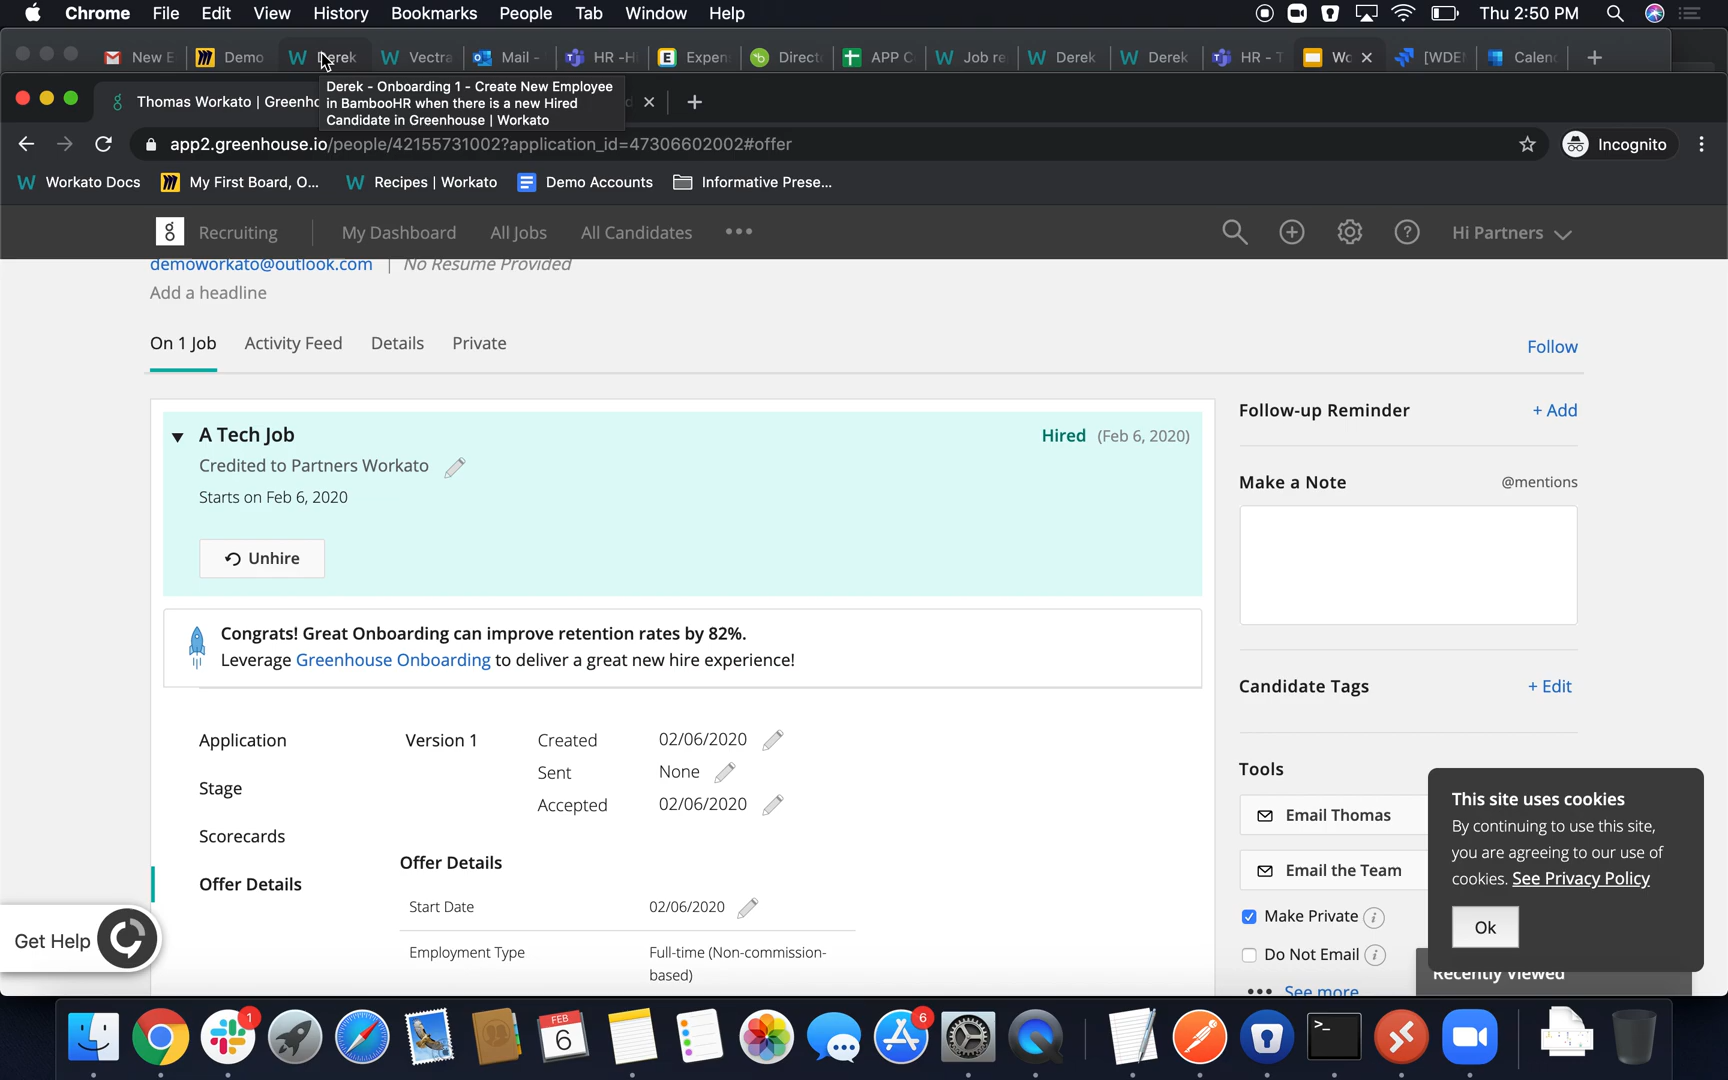 Chrome File Edit View History Bookmarks People Tab Window Help Thu 2:50 PM
New E Demo Derek Vectra Mail - HR -Hi Expen Direct APP C Job re Derek Derek HR - T Wo [WDE Calend
Thomas Workato | Greenho
Derek - Onboarding 1 - Create New Employee
in BambooHR when there is a new Hired
Candidate in Greenhouse | Workato
app2.greenhouse.io/people/42155731002?application_id=47306602002#offer Incognito
Workato Docs My First Board, O... Recipes | Workato Demo Accounts Informative Prese...
Recruiting My Dashboard All Jobs All Candidates ••• Hi Partners
demoworkato@outlook.com | No Resume Provided
Add a headline
On 1 Job Activity Feed Details Private Follow
A Tech Job Hired (Feb 6, 2020)
Credited to Partners Workato
Starts on Feb 6, 2020
Unhire
Congrats! Great Onboarding can improve retention rates by 82%.
Leverage Greenhouse Onboarding to deliver a great new hire experience!
Application
Stage
Scorecards
Offer Details
Version 1 Created 02/06/2020
Sent None
Accepted 02/06/2020
Offer Details
Start Date 02/06/2020
Employment Type Full-time (Non-commission-
based)
Follow-up Reminder + Add
Make a Note @mentions
Candidate Tags + Edit
Tools
Email Thomas
Email the Team
Make Private
Do Not Email
••• See more
This site uses cookies
By continuing to use this site,
you are agreeing to our use of
cookies. See Privacy Policy
Ok
Recently Viewed
Get Help
1
FEB
6
6